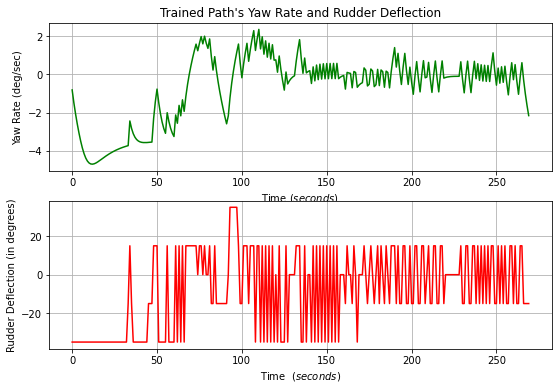 Trained Path's Yaw Rate and Rudder Deflection
Yaw Rate (deg/sec)
2
0
−2
−4
0 50 100 150 200 250
Time (seconds)
Rudder Deflection (in degrees)
20
0
−20
0 50 100 150 200 250
Time (seconds)